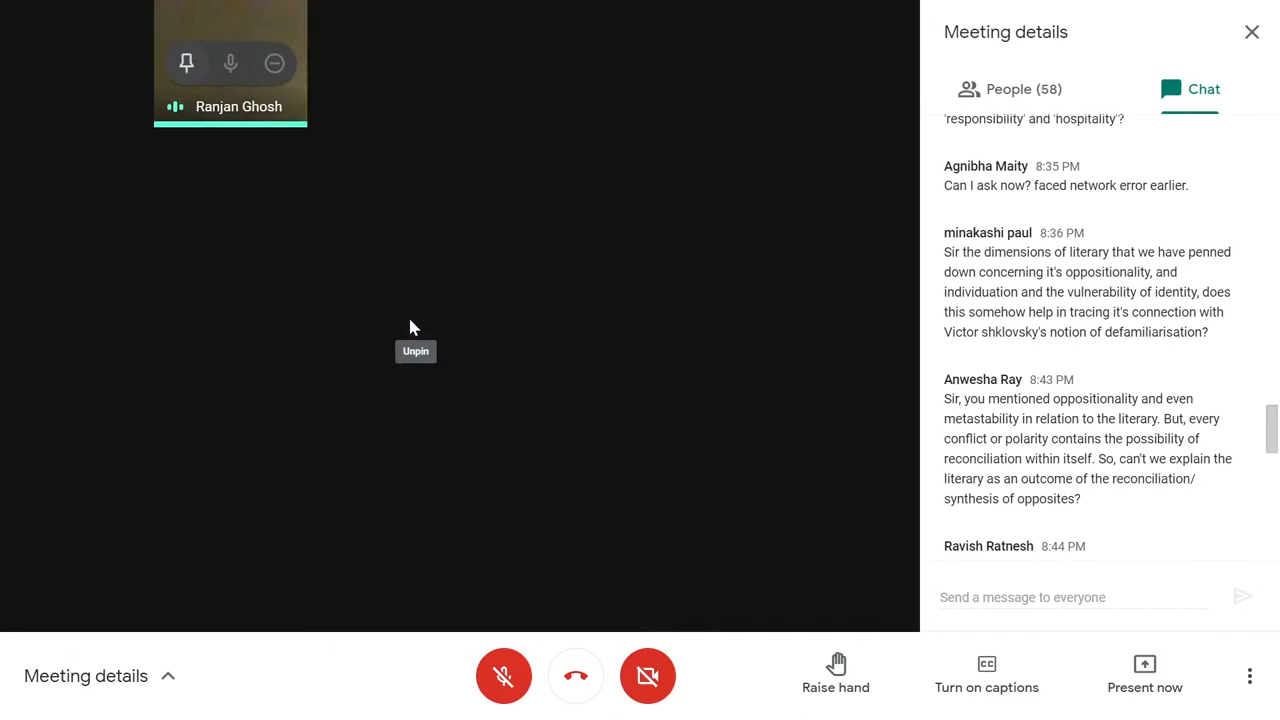 Ranjan Ghosh
Unpin
Meeting details
People (58)
Chat
'responsibility' and 'hospitality'?
Agnibha Maity 8:35 PM
Can I ask now? faced network error earlier.
minakashi paul 8:36 PM
Sir the dimensions of literary that we have penned
down concerning it's oppositionality, and
individuation and the vulnerability of identity, does
this somehow help in tracing it's connection with
Victor shklovsky's notion of defamiliarisation?
Anwesha Ray 8:43 PM
Sir, you mentioned oppositionality and even
metastability in relation to the literary. But, every
conflict or polarity contains the possibility of
reconciliation within itself. So, can't we explain the
literary as an outcome of the reconciliation/
synthesis of opposites?
Ravish Ratnesh 8:44 PM
Send a message to everyone
Meeting details
Raise hand
Turn on captions
Present now